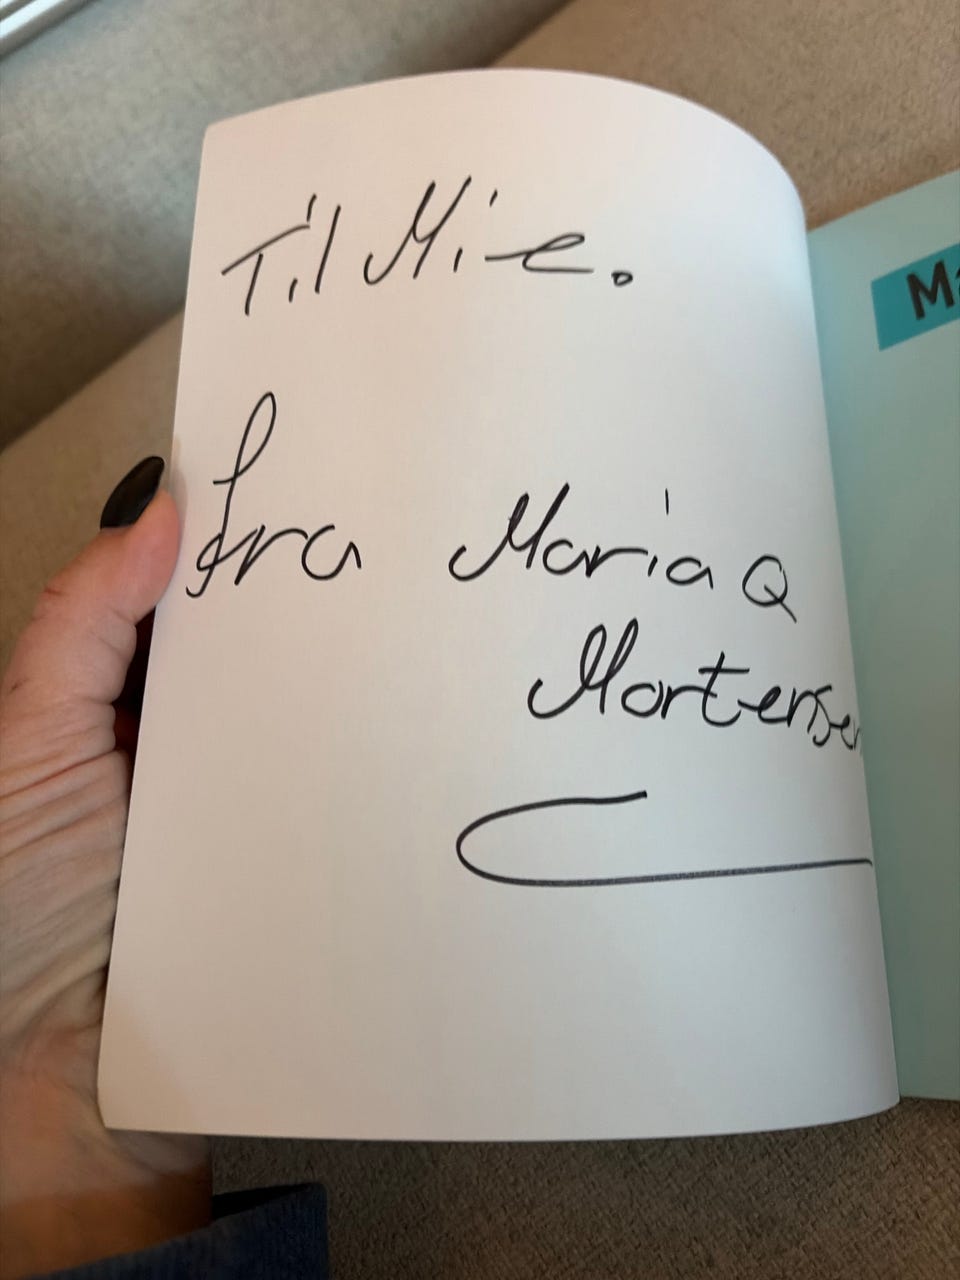 Til Mie.
fra Maria Q
Mortensen